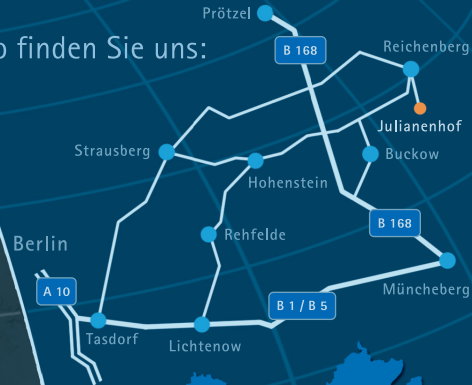 Prötzel
o finden Sie uns:
B 168
Reichenberg
Julianenhof
Strausberg
Buckow
Hohenstein
B 168
Rehfelde
Berlin
A 10
Müncheberg
B 1 / B 5
Tasdorf
Lichtenow